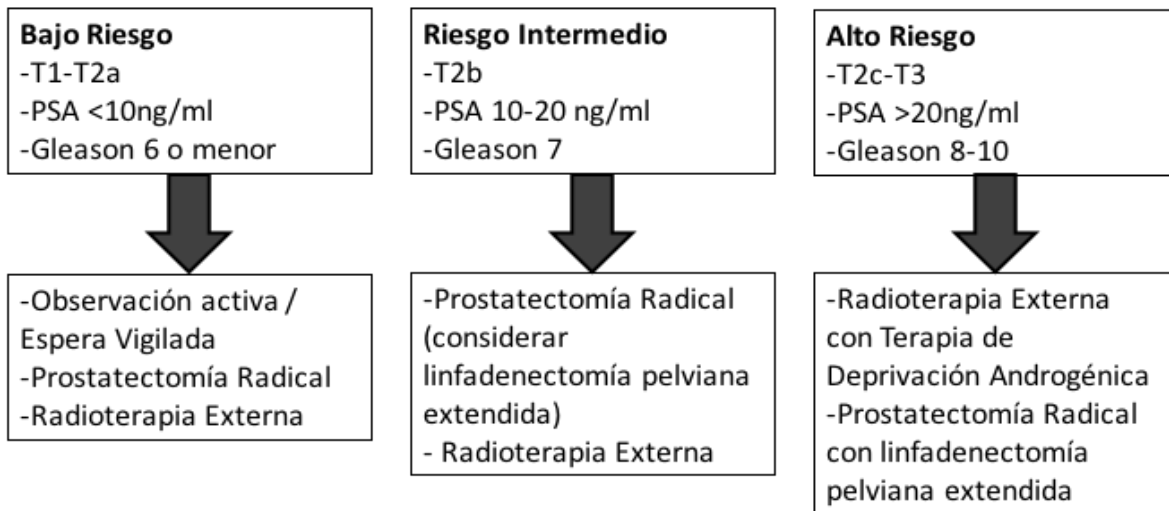 Bajo Riesgo
-T1-T2a
-PSA <10ng/ml
-Gleason 6 o menor
Riesgo Intermedio
-T2b
-PSA 10-20 ng/ml
-Gleason 7
Alto Riesgo
-T2c-T3
-PSA >20ng/ml
-Gleason 8-10
-Observación activa /
Espera Vigilada
-Prostatectomía Radical
-Radioterapia Externa
-Prostatectomía Radical
(considerar
linfadenectomía pelviana
extendida)
- Radioterapia Externa
-Radioterapia Externa
con Terapia de
Deprivación Androgénica
-Prostatectomía Radical
con linfadenectomía
pelviana extendida